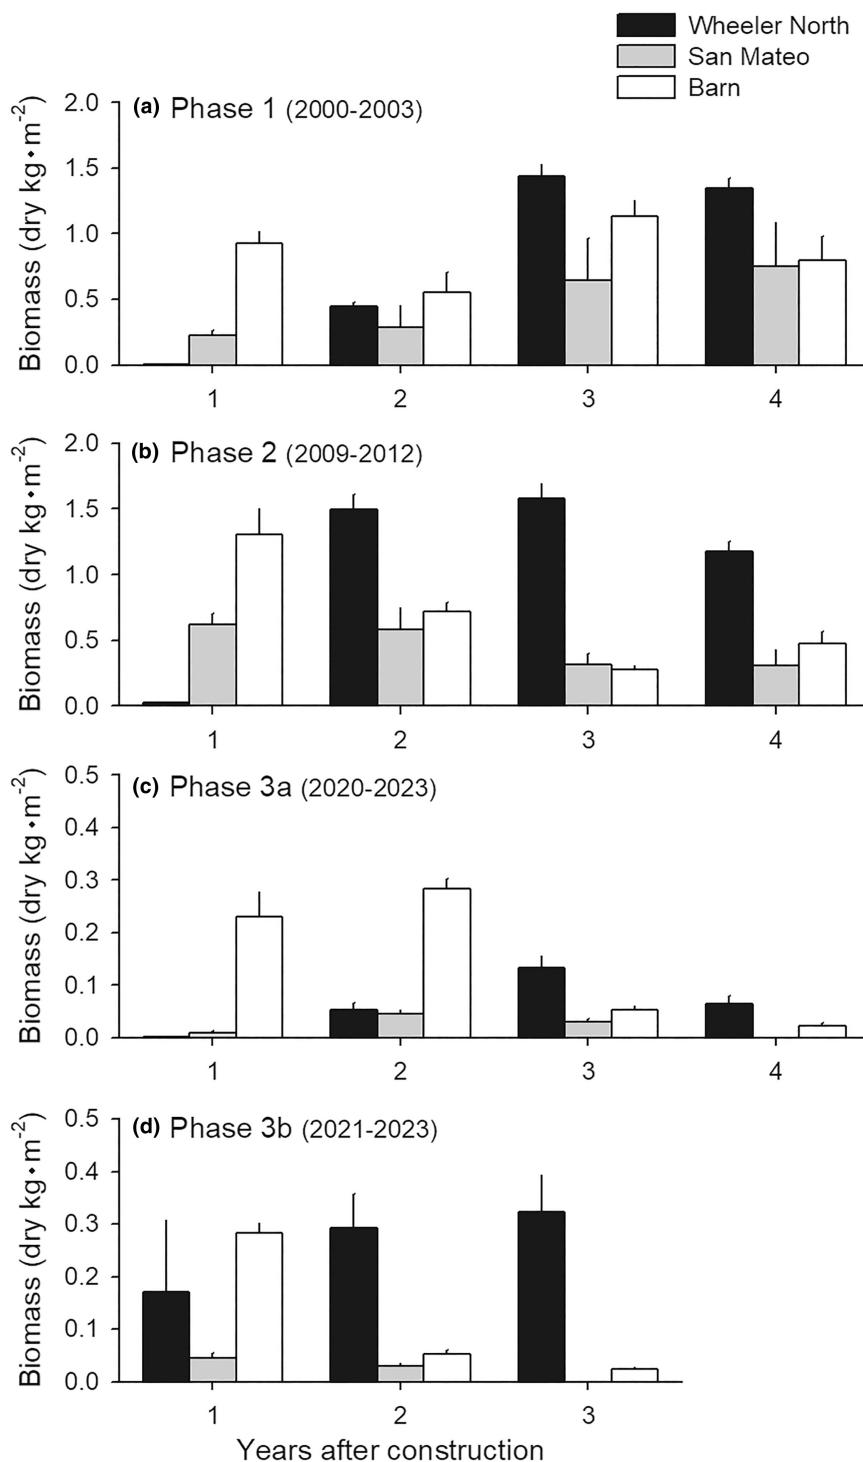 Wheeler North
San Mateo
Barn
(a) Phase 1 (2000-2003)
Biomass (dry kg•m-2)
2.0
1.5
1.0
0.5
0.0
1 2 3 4
(b) Phase 2 (2009-2012)
Biomass (dry kg•m-2)
2.0
1.5
1.0
0.5
0.0
1 2 3 4
(c) Phase 3a (2020-2023)
Biomass (dry kg•m-2)
0.5
0.4
0.3
0.2
0.1
0.0
1 2 3 4
(d) Phase 3b (2021-2023)
Biomass (dry kg•m-2)
0.5
0.4
0.3
0.2
0.1
0.0
1 2 3
Years after construction